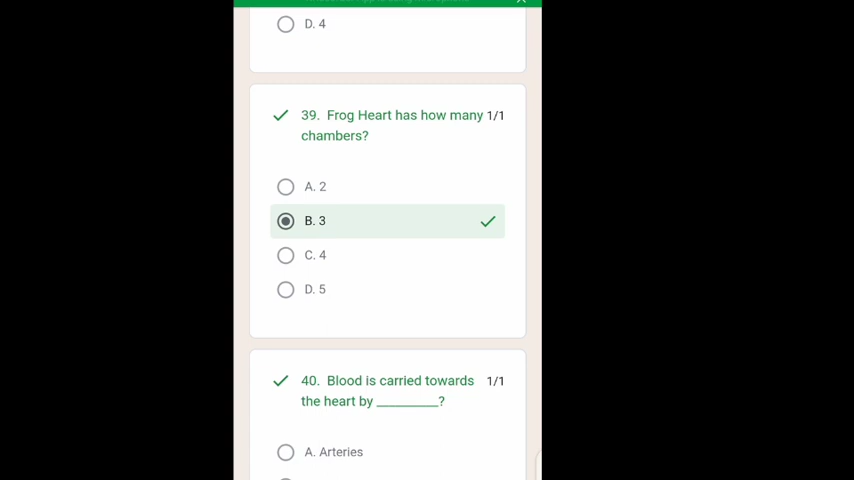 D. 4
39. Frog Heart has how many 1/1
chambers?
A. 2
B. 3
C. 4
D. 5
40. Blood is carried towards 1/1
the heart by _________?
A. Arteries